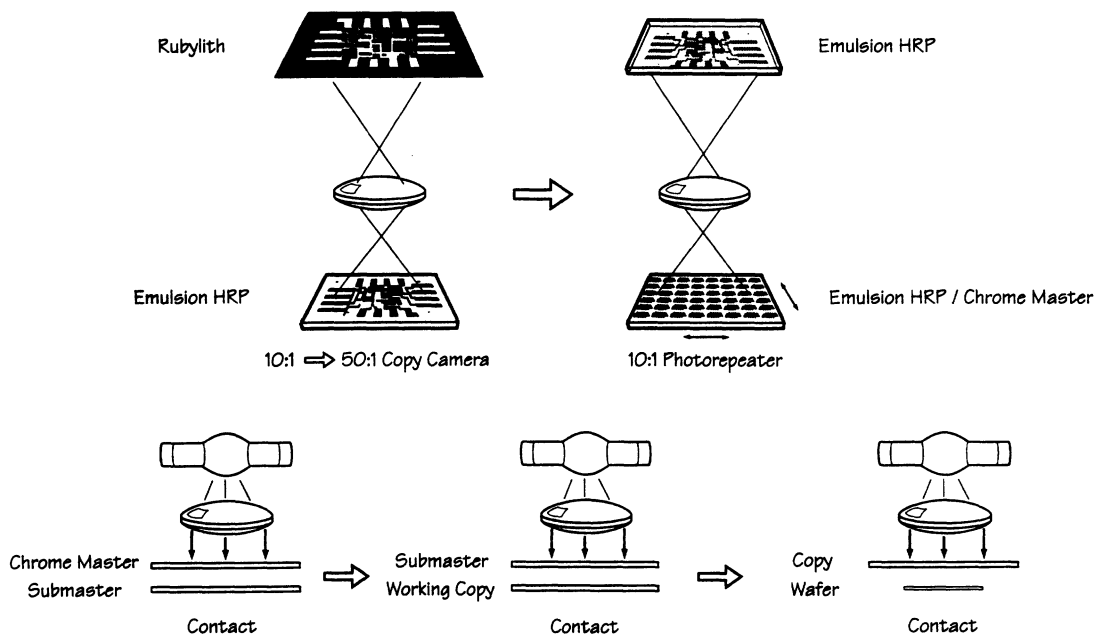 Rubylith
Emulsion HRP
Emulsion HRP
Emulsion HRP / Chrome Master
10:1 ⇨ 50:1 Copy Camera
10:1 Photorepeater
Chrome Master
Submaster
Submaster
Working Copy
Copy
Wafer
Contact
Contact
Contact